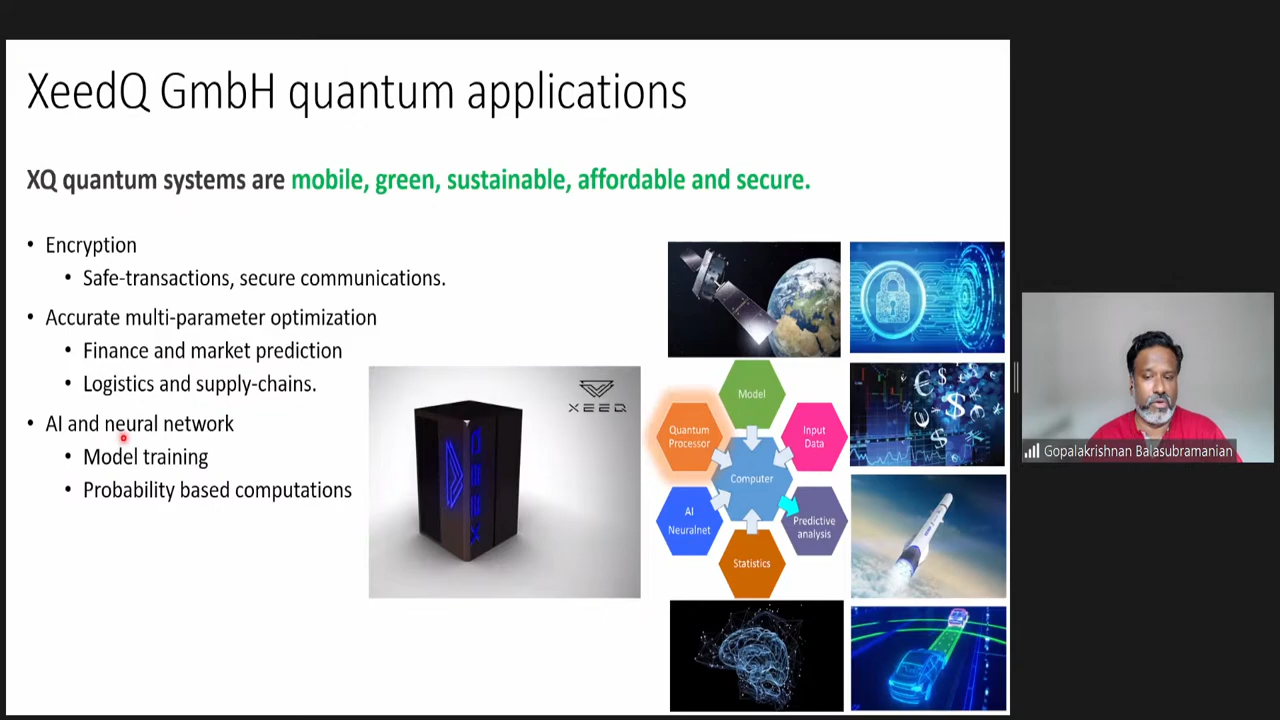 XeedQ GmbH quantum applications
XQ quantum systems are mobile, green, sustainable, affordable and secure.
• Encryption
• Safe-transactions, secure communications.
• Accurate multi-parameter optimization
• Finance and market prediction
• Logistics and supply-chains.
• AI and neural network
• Model training
• Probability based computations
XEEQ
XEEQ
Model
Quantum
Processor
Input
Data
Computer
AI
Neuralnet
Predictive
analysis
Statistics
Gopalakrishnan Balasubramanian